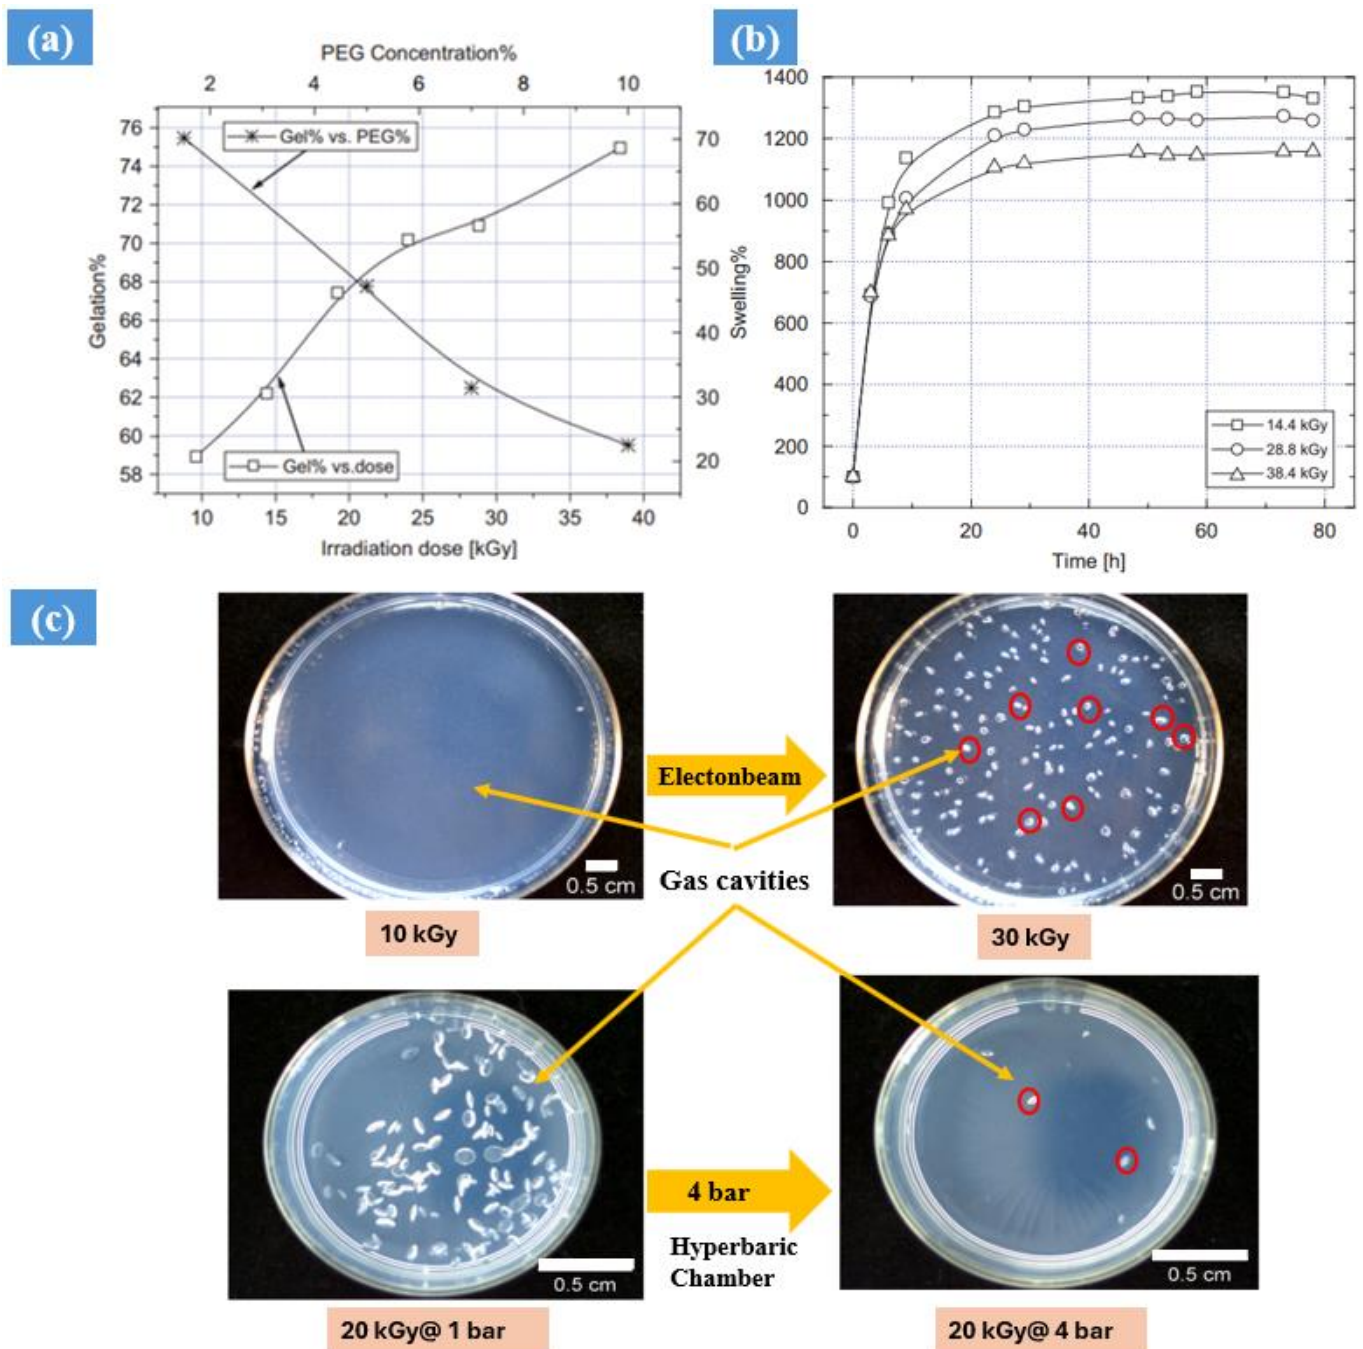 (a)
PEG Concentration%
2 4 6 8 10
76
74
72
70
68
66
64
62
60
58
Gelation%
Gel% vs. PEG%
Gel% vs.dose
70
60
50
40
30
20
10 15 20 25 30 35 40
Irradiation dose [kGy]
(b)
1400
1200
1000
800
600
400
200
0
Swelling%
14.4 kGy
28.8 kGy
38.4 kGy
0 20 40 60 80
Time [h]
(c)
0.5 cm
10 kGy
Electonbeam
Gas cavities
0.5 cm
30 kGy
0.5 cm
20 kGy@ 1 bar
4 bar
Hyperbaric
Chamber
0.5 cm
20 kGy@ 4 bar